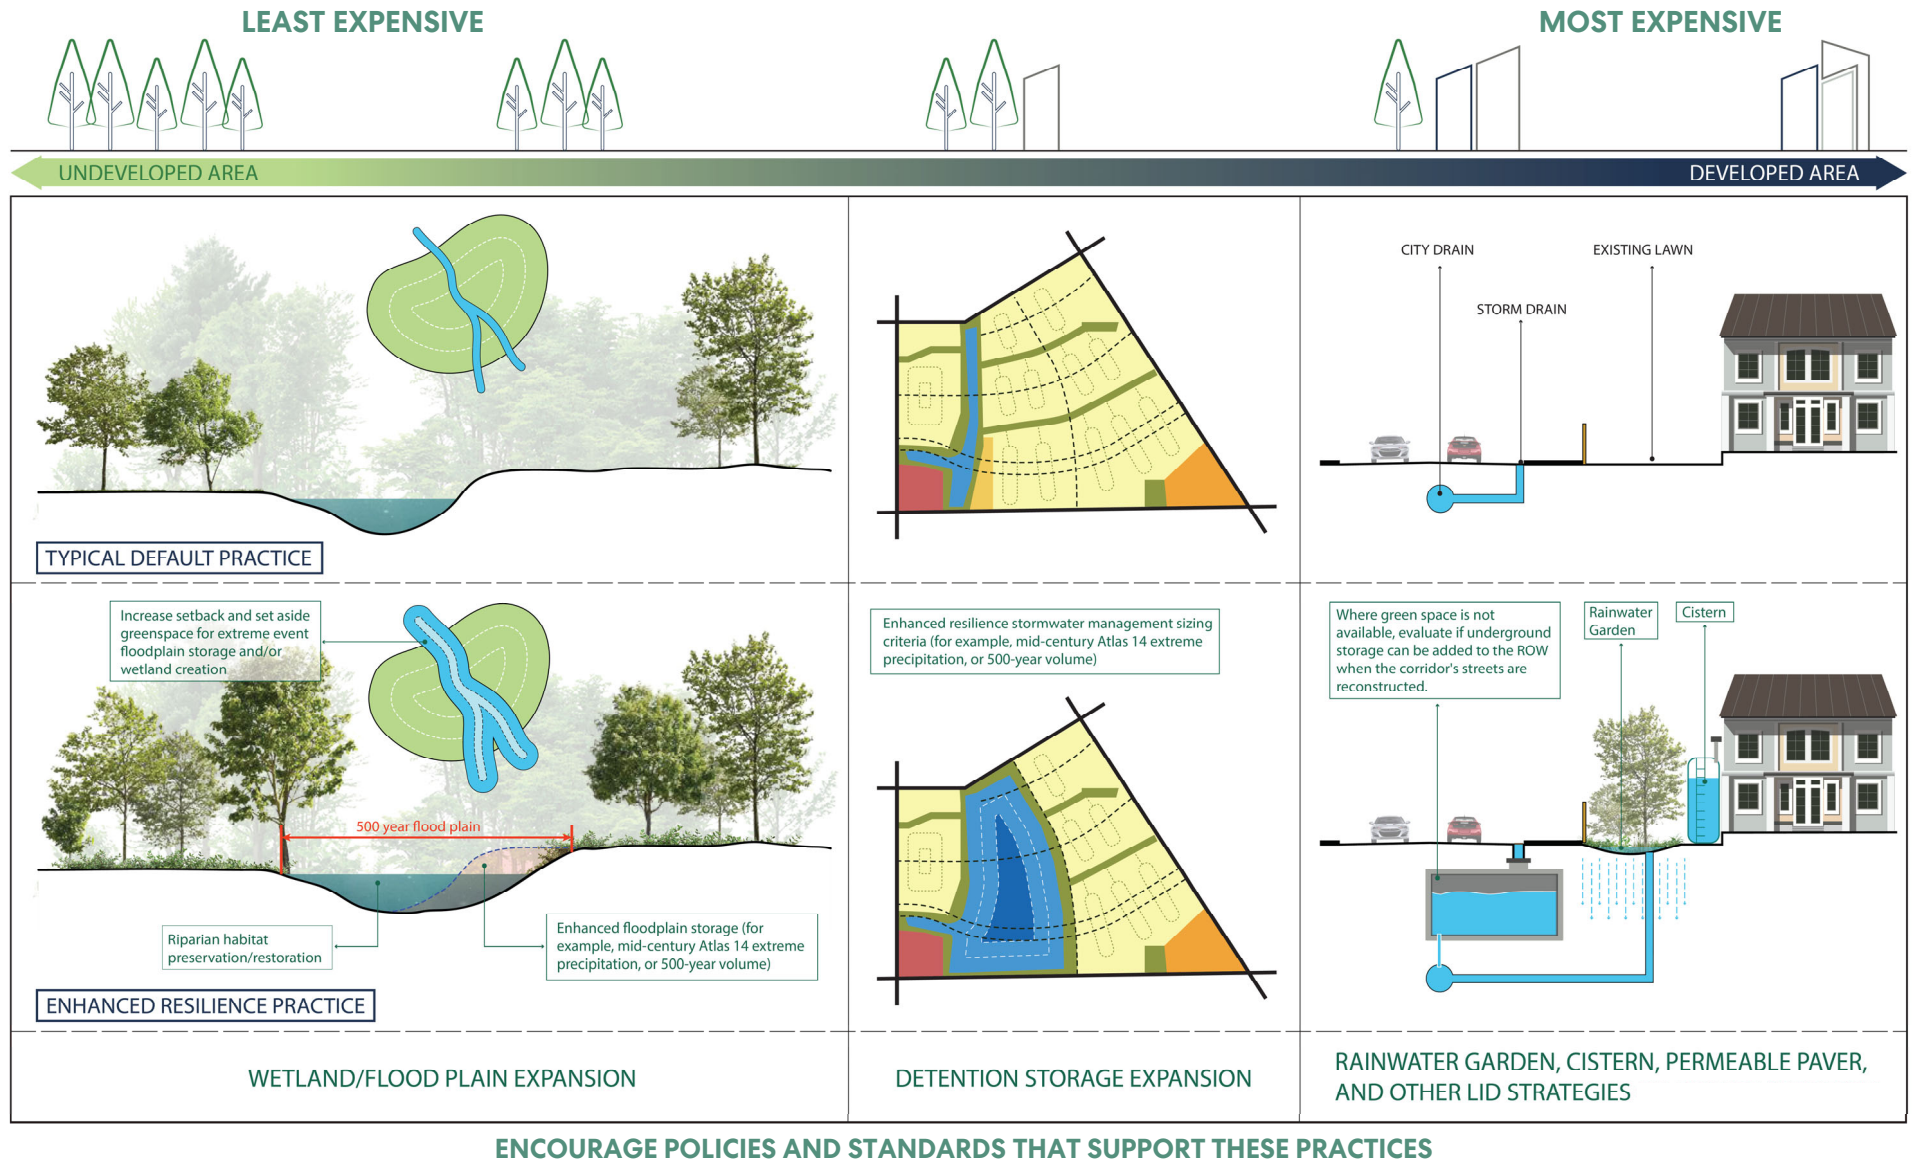 LEAST EXPENSIVE
MOST EXPENSIVE
UNDEVELOPED AREA
DEVELOPED AREA
CITY DRAIN
EXISTING LAWN
STORM DRAIN
TYPICAL DEFAULT PRACTICE
Increase setback and set aside
greenspace for extreme event
floodplain storage and/or
wetland creation
500 year flood plain
Riparian habitat
preservation/restoration
Enhanced floodplain storage (for
example, mid-century Atlas 14 extreme
precipitation, or 500-year volume)
ENHANCED RESILIENCE PRACTICE
Enhanced resilience stormwater management sizing
criteria (for example, mid-century Atlas 14 extreme
precipitation, or 500-year volume)
Where green space is not
available, evaluate if underground
storage can be added to the ROW
when the corridor's streets are
reconstructed.
Rainwater
Garden
Cistern
WETLAND/FLOOD PLAIN EXPANSION
DETENTION STORAGE EXPANSION
RAINWATER GARDEN, CISTERN, PERMEABLE PAVER,
AND OTHER LID STRATEGIES
ENCOURAGE POLICIES AND STANDARDS THAT SUPPORT THESE PRACTICES